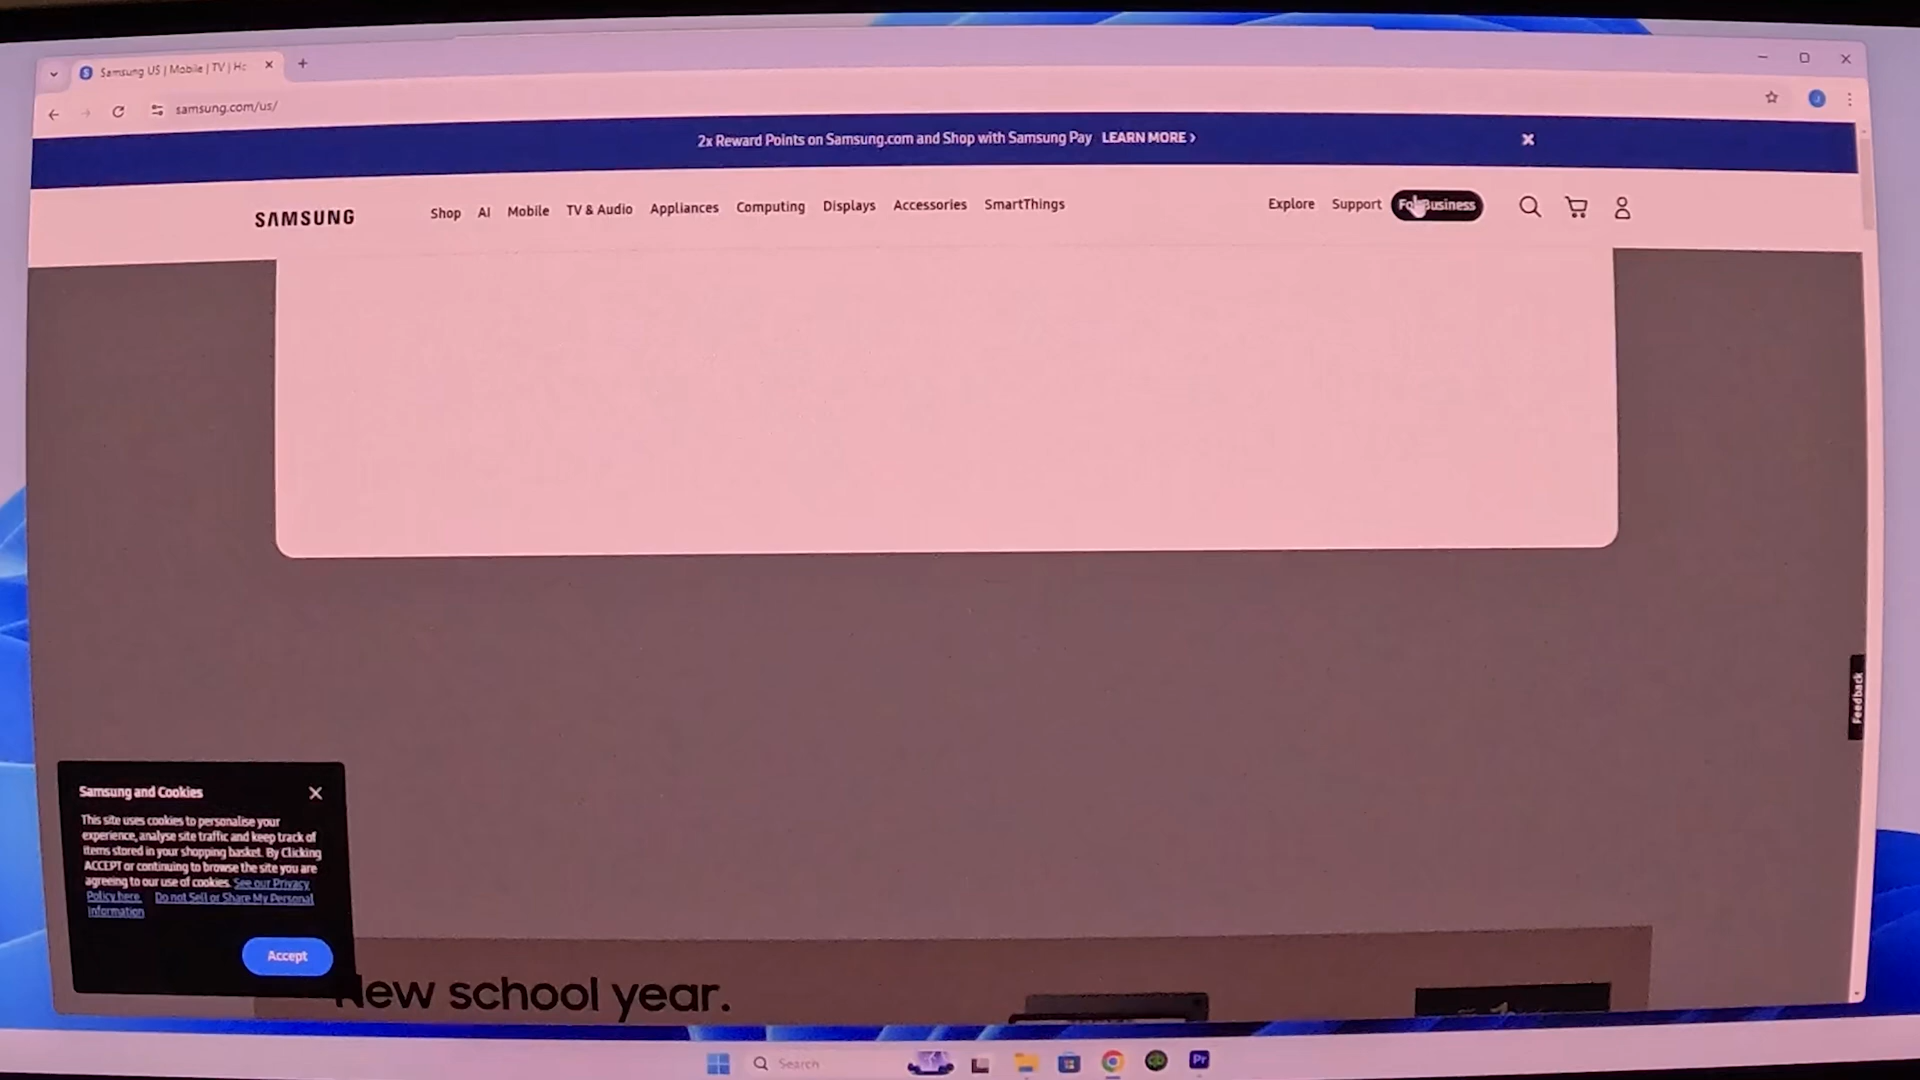 Samsung US | Mobile | TV | Ho
samsung.com/us/
2x Reward Points on Samsung.com and Shop with Samsung Pay LEARN MORE >
SAMSUNG
Shop AI Mobile TV & Audio Appliances Computing Displays Accessories SmartThings
Explore Support For Business
Feedback
Samsung and Cookies
This site uses cookies to personalise your
experience, analyse site traffic and keep track of
items stored in your shopping basket. By Clicking
ACCEPT or continuing to browse the site you are
agreeing to our use of cookies. See our Privacy
Policy here. Do not Sell or Share My Personal
Information
Accept
New school year.
Search
Pr